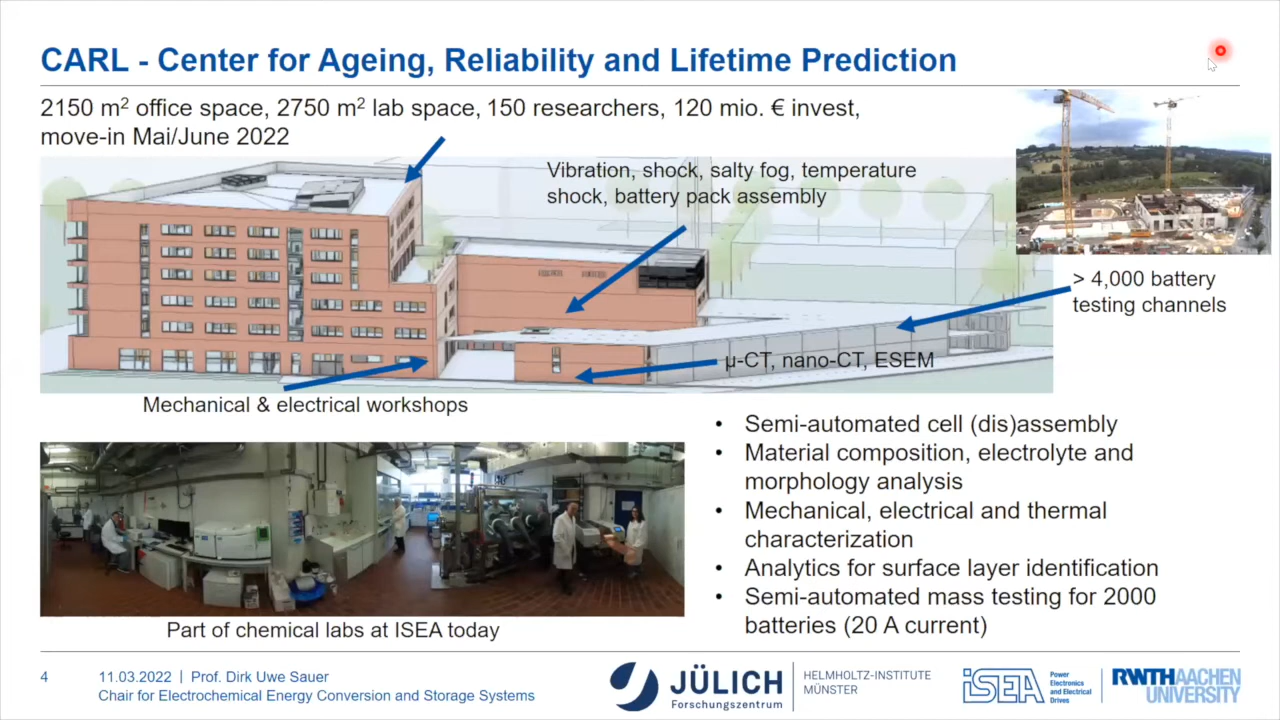 CARL - Center for Ageing, Reliability and Lifetime Prediction
2150 m² office space, 2750 m² lab space, 150 researchers, 120 mio. € invest,
move-in Mai/June 2022
Vibration, shock, salty fog, temperature
shock, battery pack assembly
> 4,000 battery
testing channels
µ-CT, nano-CT, ESEM
Mechanical & electrical workshops
• Semi-automated cell (dis)assembly
• Material composition, electrolyte and
morphology analysis
• Mechanical, electrical and thermal
characterization
• Analytics for surface layer identification
• Semi-automated mass testing for 2000
batteries (20 A current)
Part of chemical labs at ISEA today
4
11.03.2022 | Prof. Dirk Uwe Sauer
Chair for Electrochemical Energy Conversion and Storage Systems
JÜLICH
Forschungszentrum
HELMHOLTZ-INSTITUTE
MÜNSTER
iSEA
Power
Electronics
and Electrical
Drives
RWTHAACHEN
UNIVERSITY